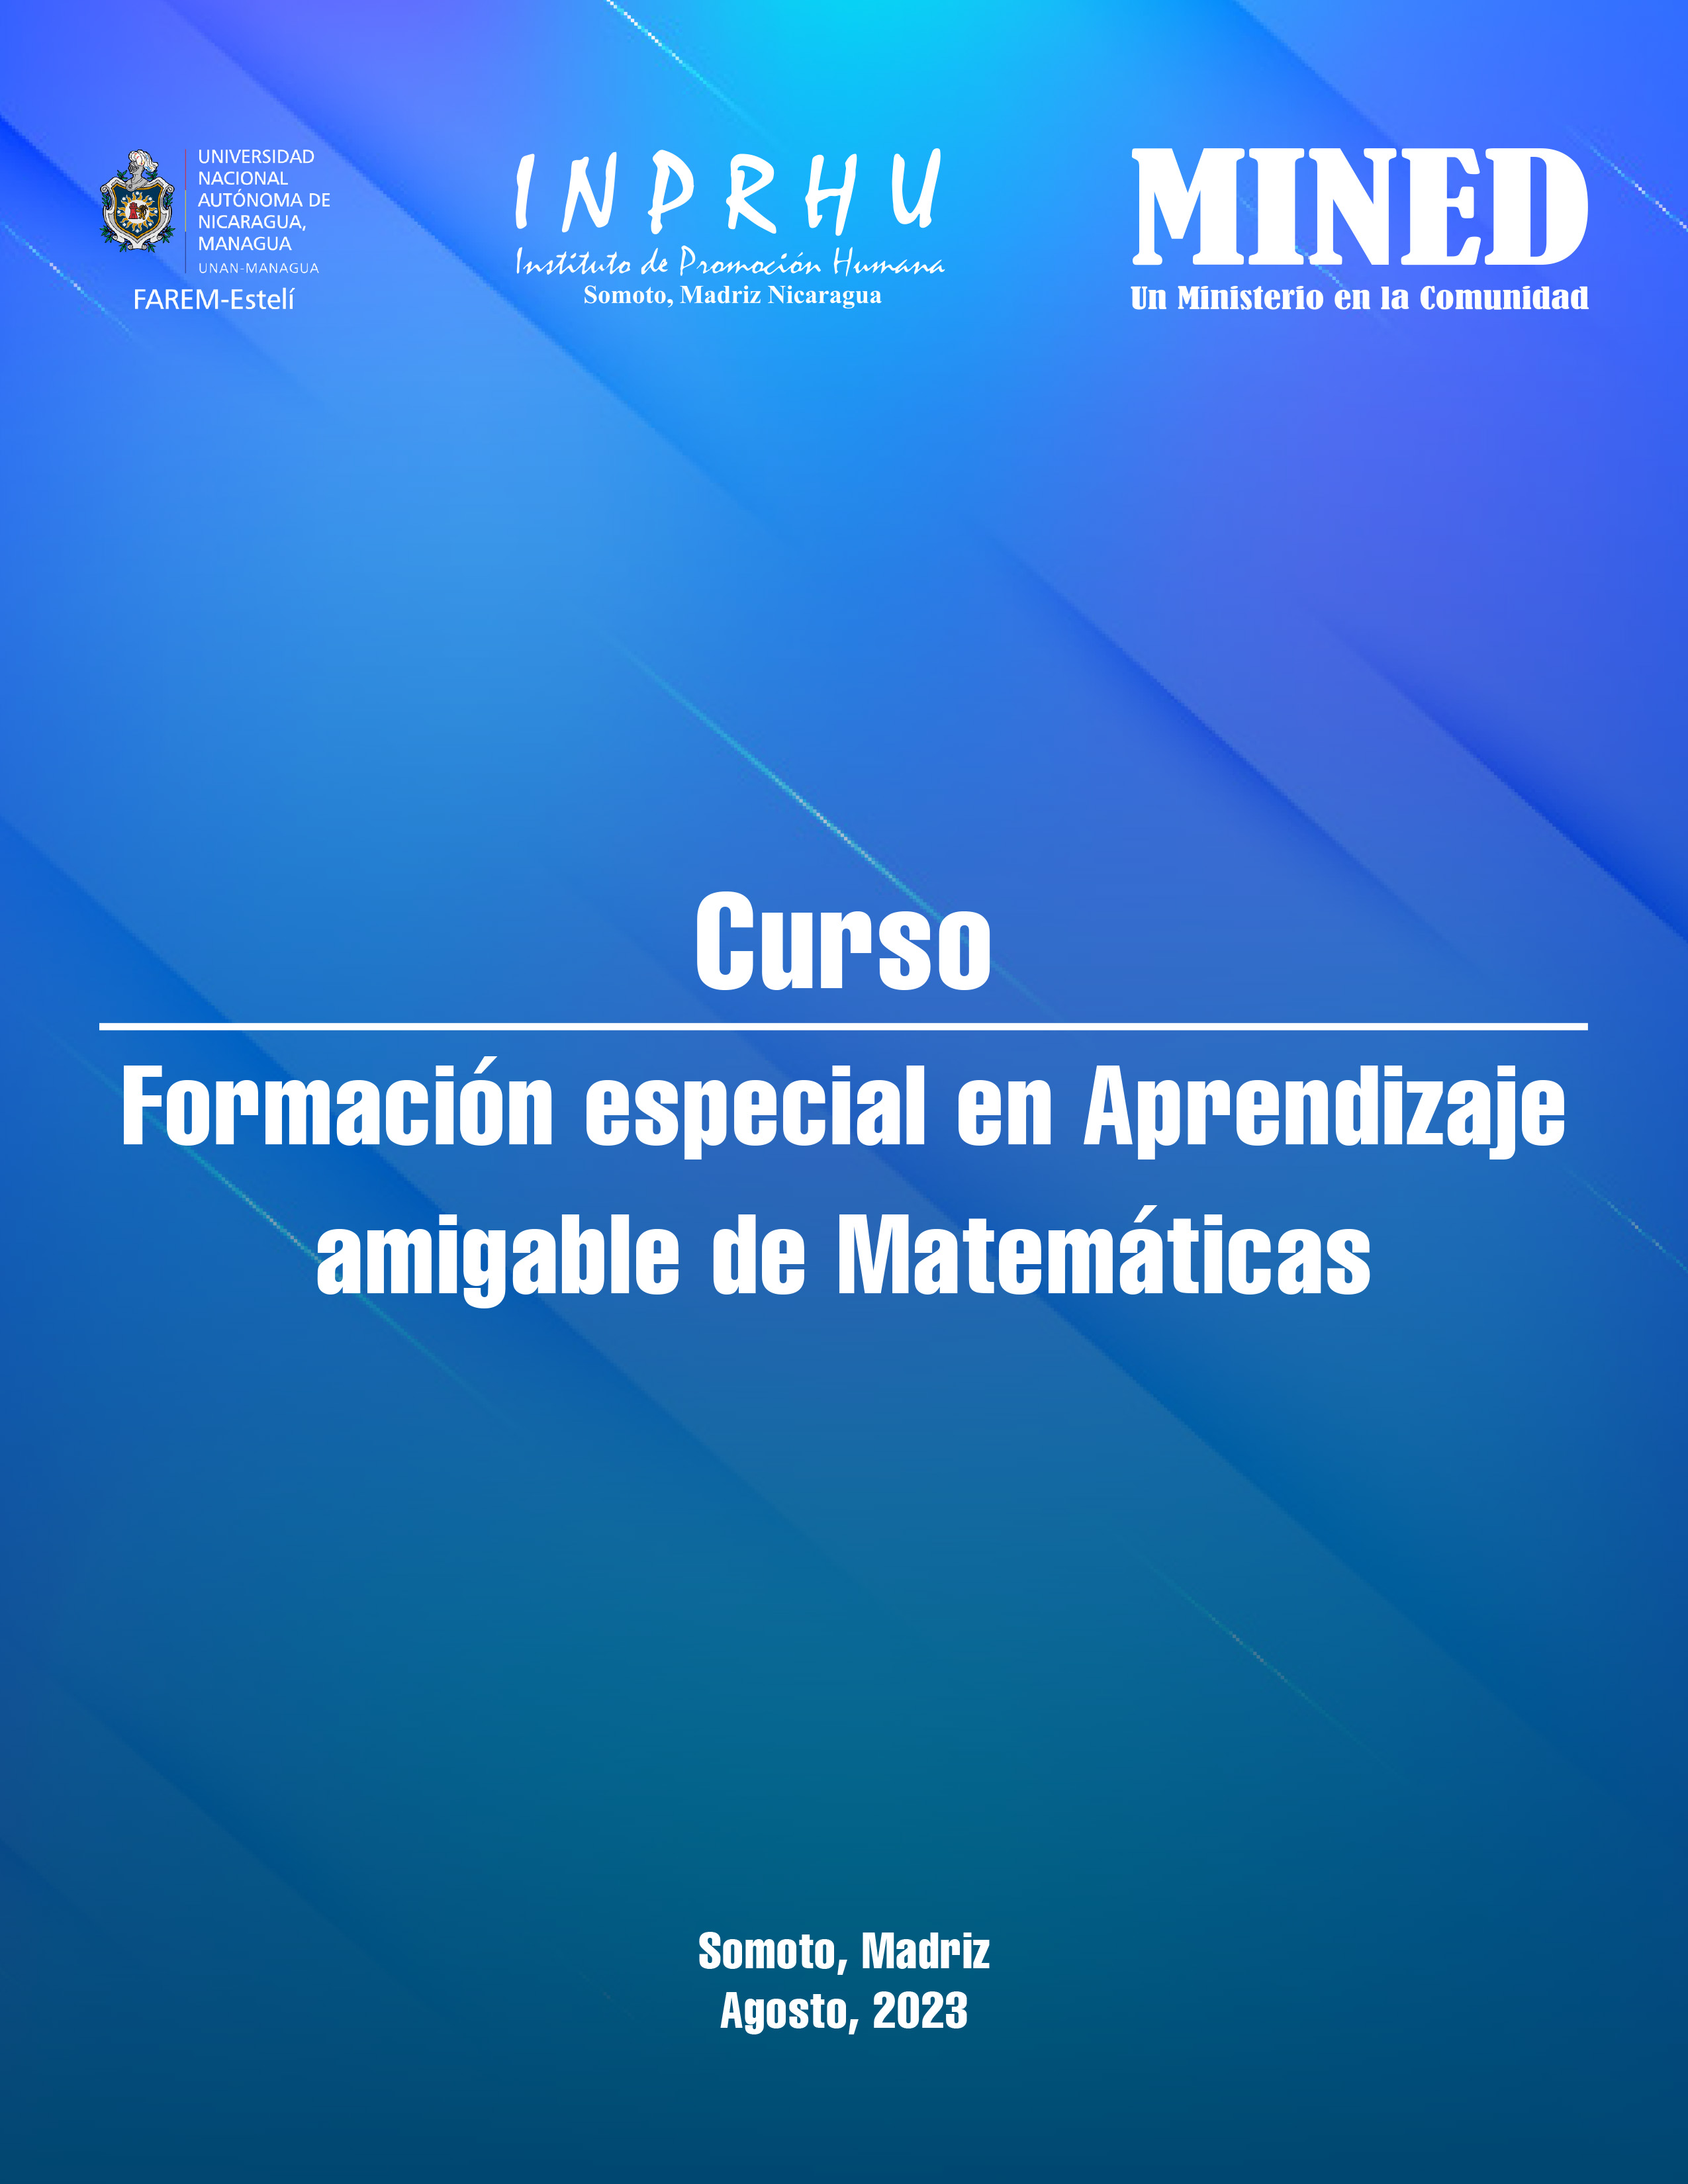 UNIVERSIDAD
NACIONAL
AUTÓNOMA DE
NICARAGUA,
MANAGUA
UNAN-MANAGUA
FAREM-Estelí
INPRHU
Instituto de Promoción Humana
Somoto, Madriz Nicaragua
MINED
Un Ministerio en la Comunidad
Curso
Formación especial en Aprendizaje
amigable de Matemáticas
Somoto, Madriz
Agosto, 2023